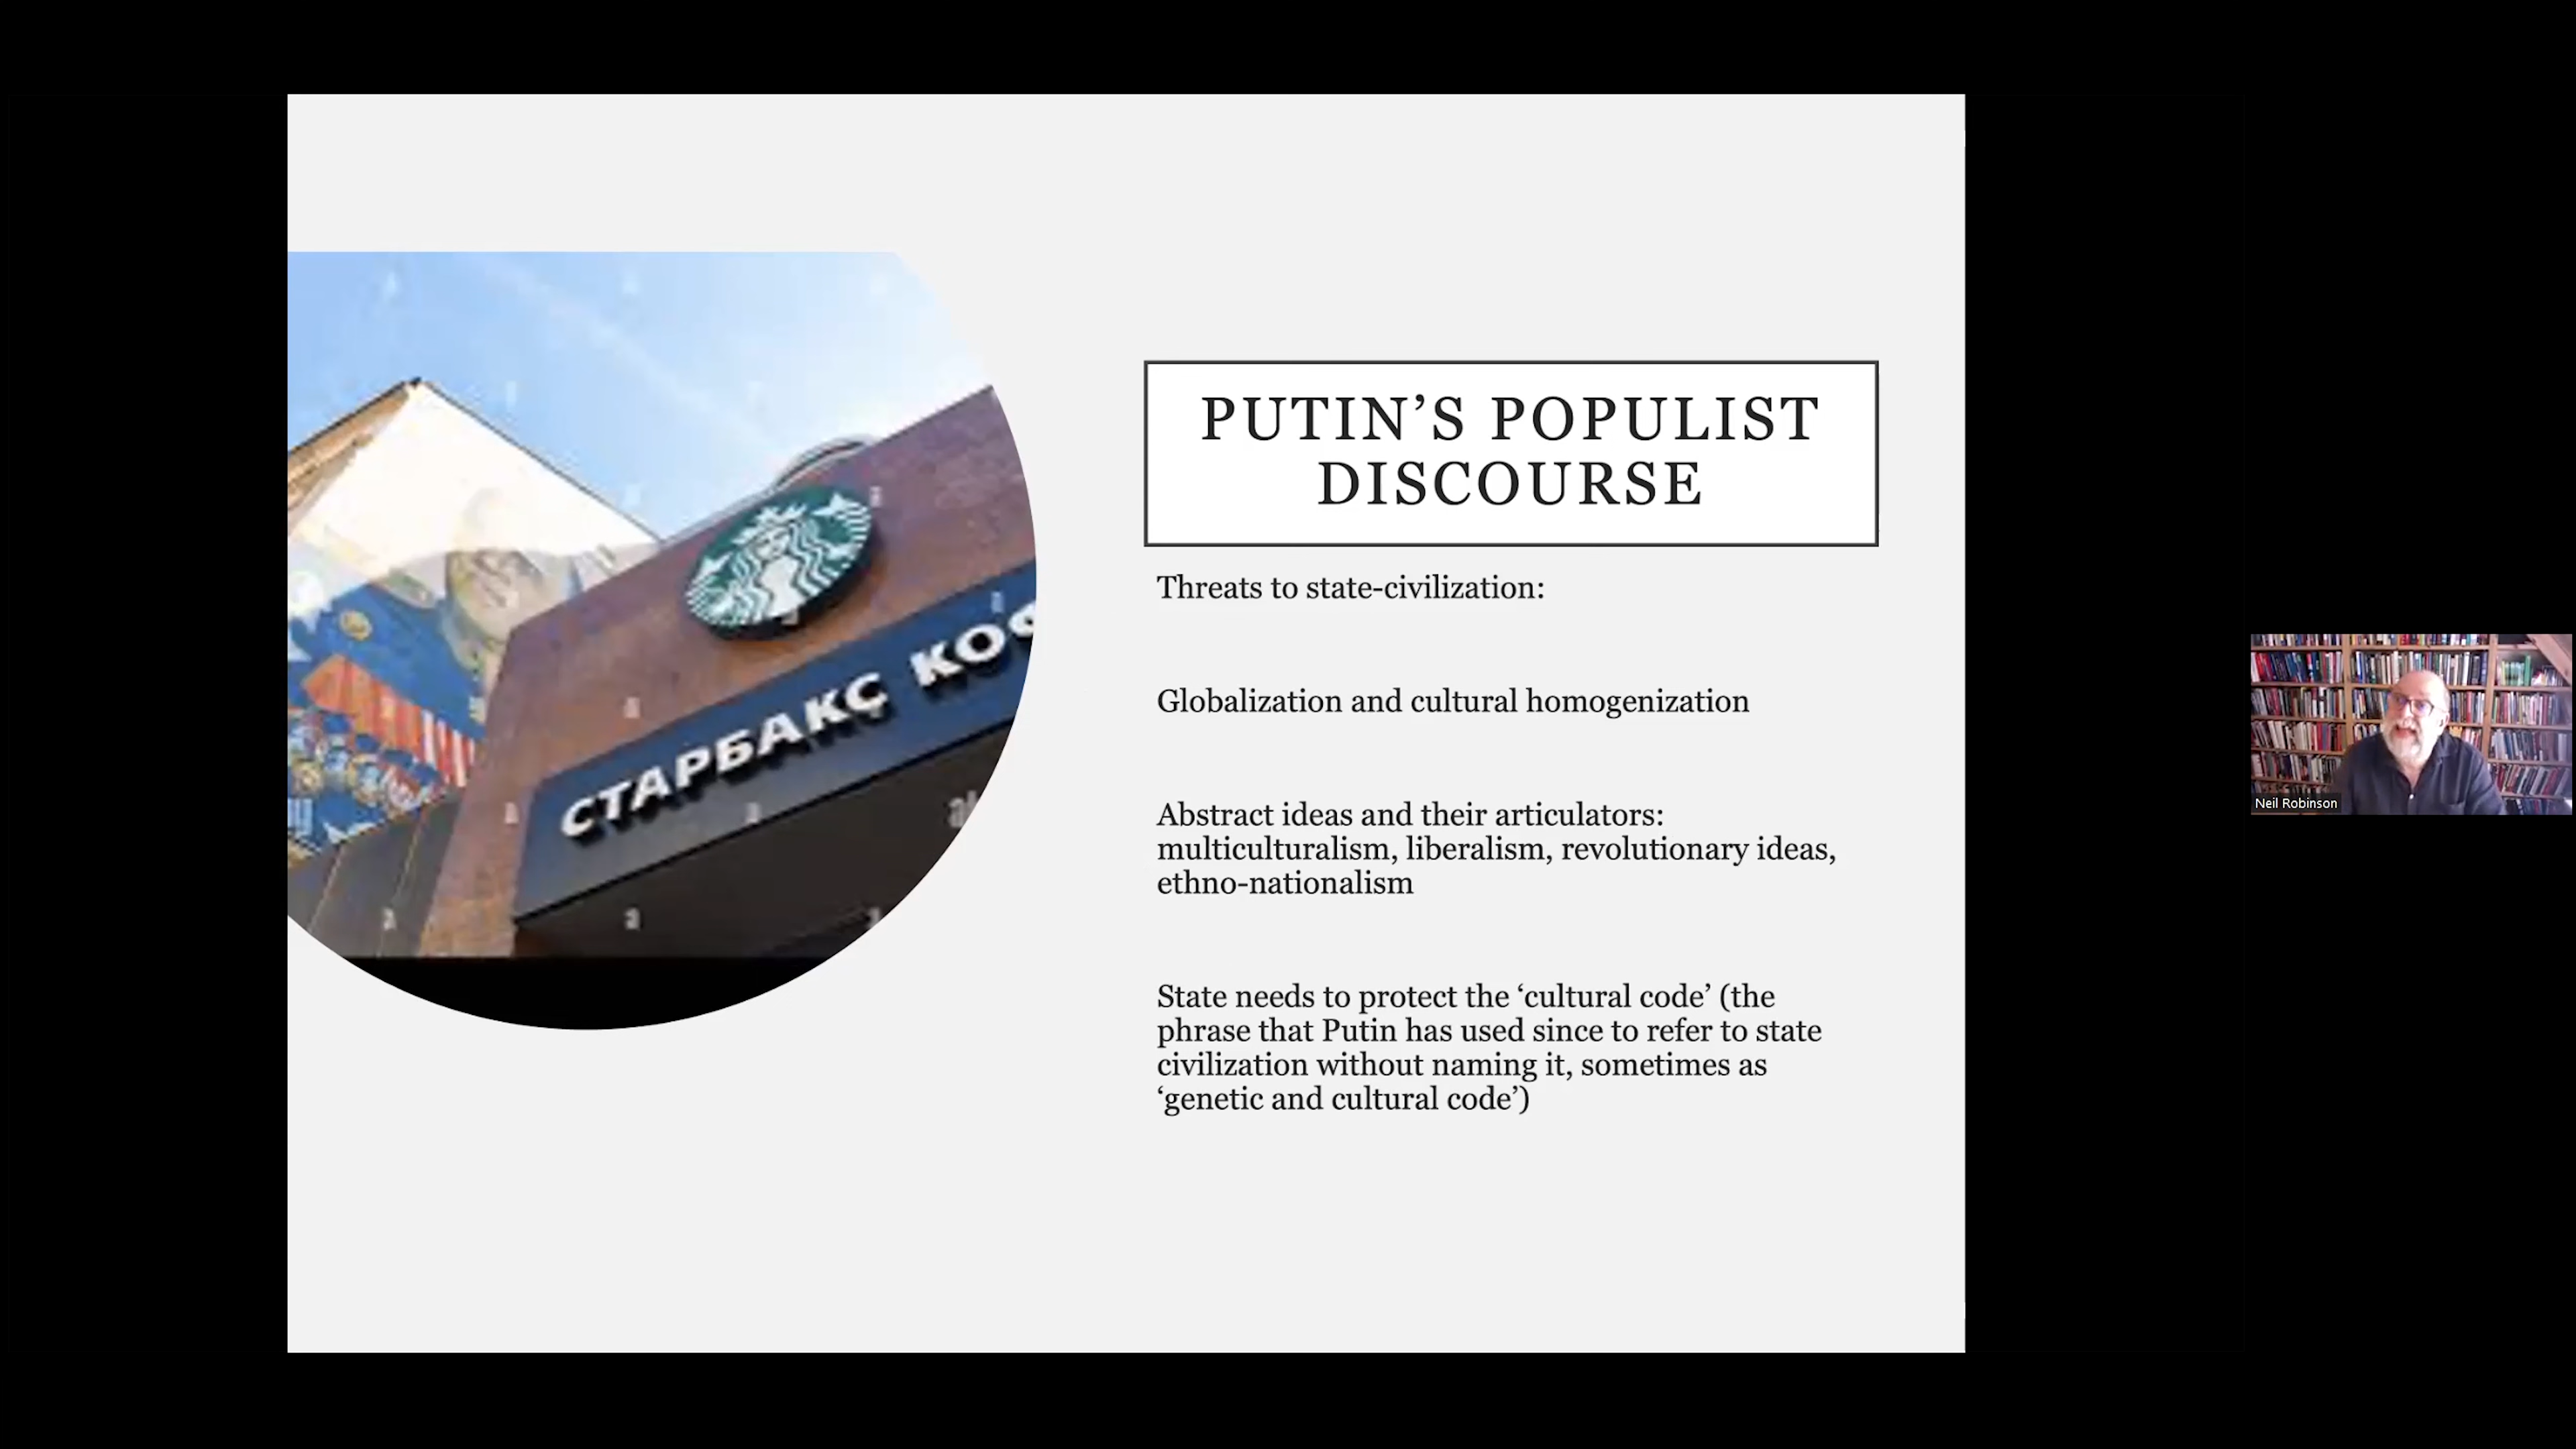 СТАРБАКС КОФ
PUTIN’S POPULIST
DISCOURSE
Threats to state-civilization:
Globalization and cultural homogenization
Abstract ideas and their articulators:
multiculturalism, liberalism, revolutionary ideas,
ethno-nationalism
State needs to protect the ‘cultural code’ (the
phrase that Putin has used since to refer to state
civilization without naming it, sometimes as
‘genetic and cultural code’)
Neil Robinson